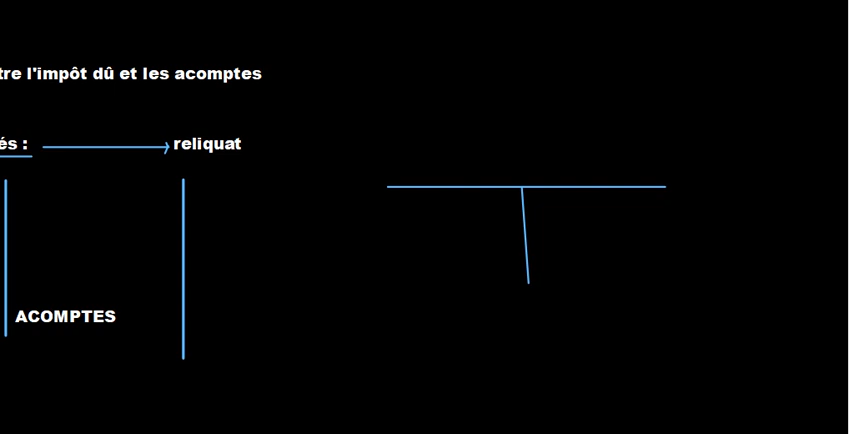 tre l'impôt dû et les acomptes
és : reliquat
ACOMPTES